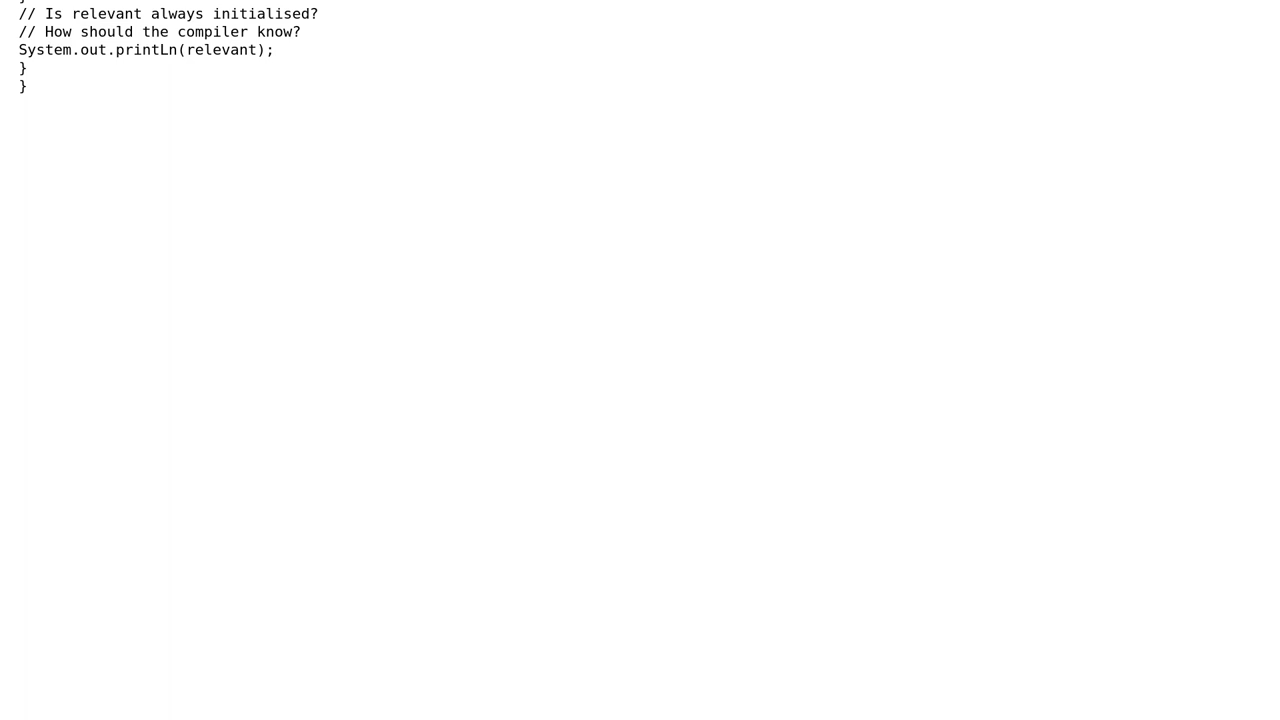 }
// Is relevant always initialised?
// How should the compiler know?
System.out.printLn(relevant);
}
}